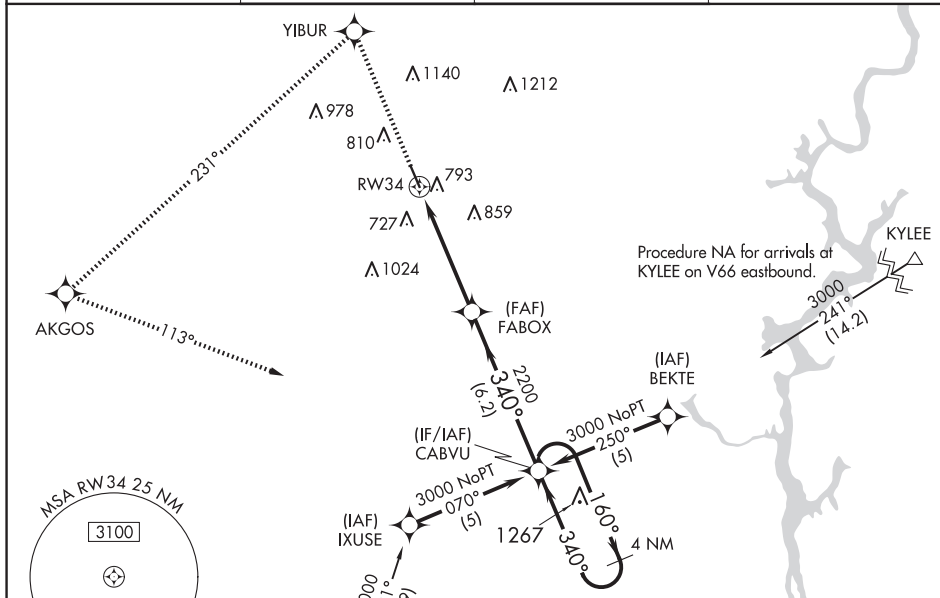 YIBUR
1140
1212
978
810
231°
RW34
793
727
859
1024
Procedure NA for arrivals at
KYLEE on V66 eastbound.
KYLEE
3000
241°
(14.2)
AKGOS
113°
(FAF)
FABOX
2200
340°
(6.2)
(IAF)
BEKTE
3000 NoPT
250°
(5)
(IF/IAF)
CABVU
3000 NoPT
070°
(5)
(IAF)
IXUSE
1267
160°
340°
4 NM
MSA RW34 25 NM
3100